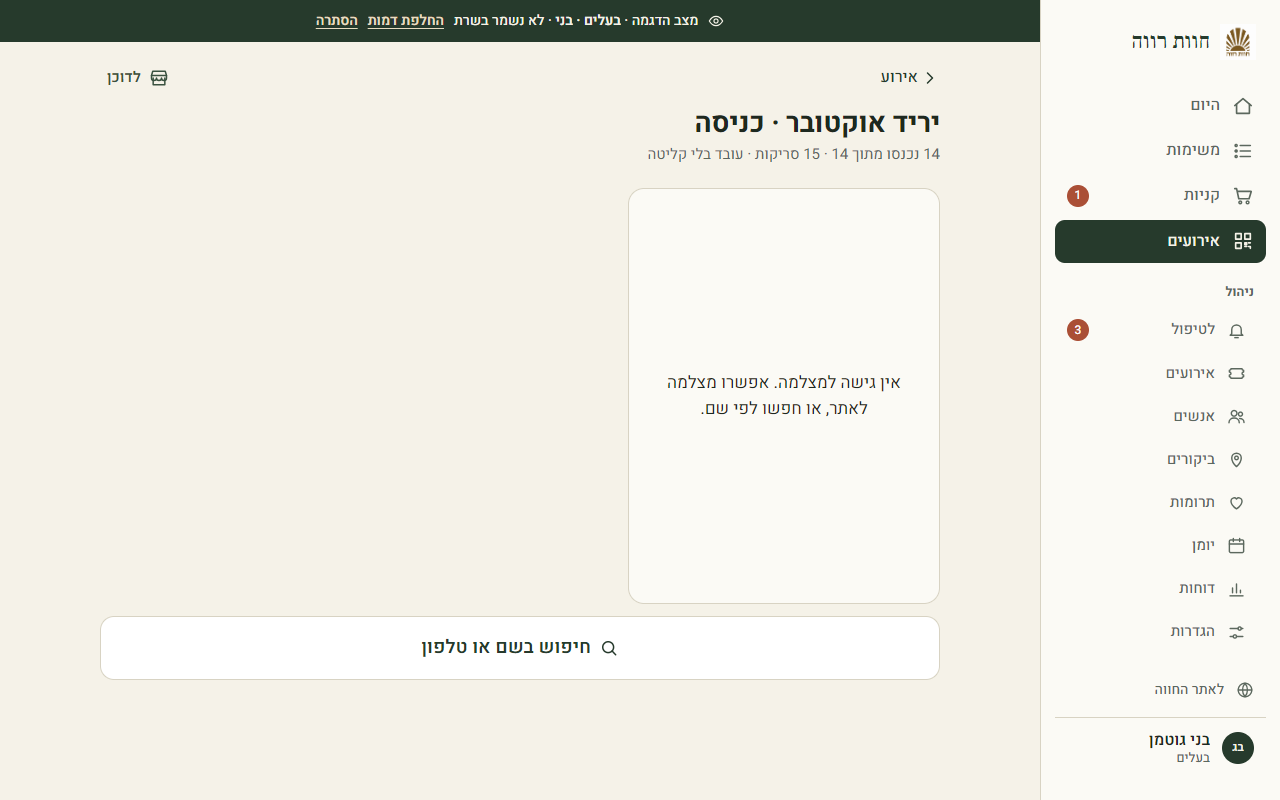 מצב הדגמה · בעלים · בני · לא נשמר בשרת החלפת דמות הסתרה
חוות רווה
היום
משימות
קניות 1
אירועים
ניהול
לטיפול 3
אירועים
אנשים
ביקורים
תרומות
יומן
דוחות
הגדרות
לאתר החווה
בג
בני גוטמן
בעלים
אירוע
לדוכן
יריד אוקטובר · כניסה
14 נכנסו מתוך 14 · 15 סריקות · עובד בלי קליטה
אין גישה למצלמה. אפשרו מצלמה
לאתר, או חפשו לפי שם.
חיפוש בשם או טלפון